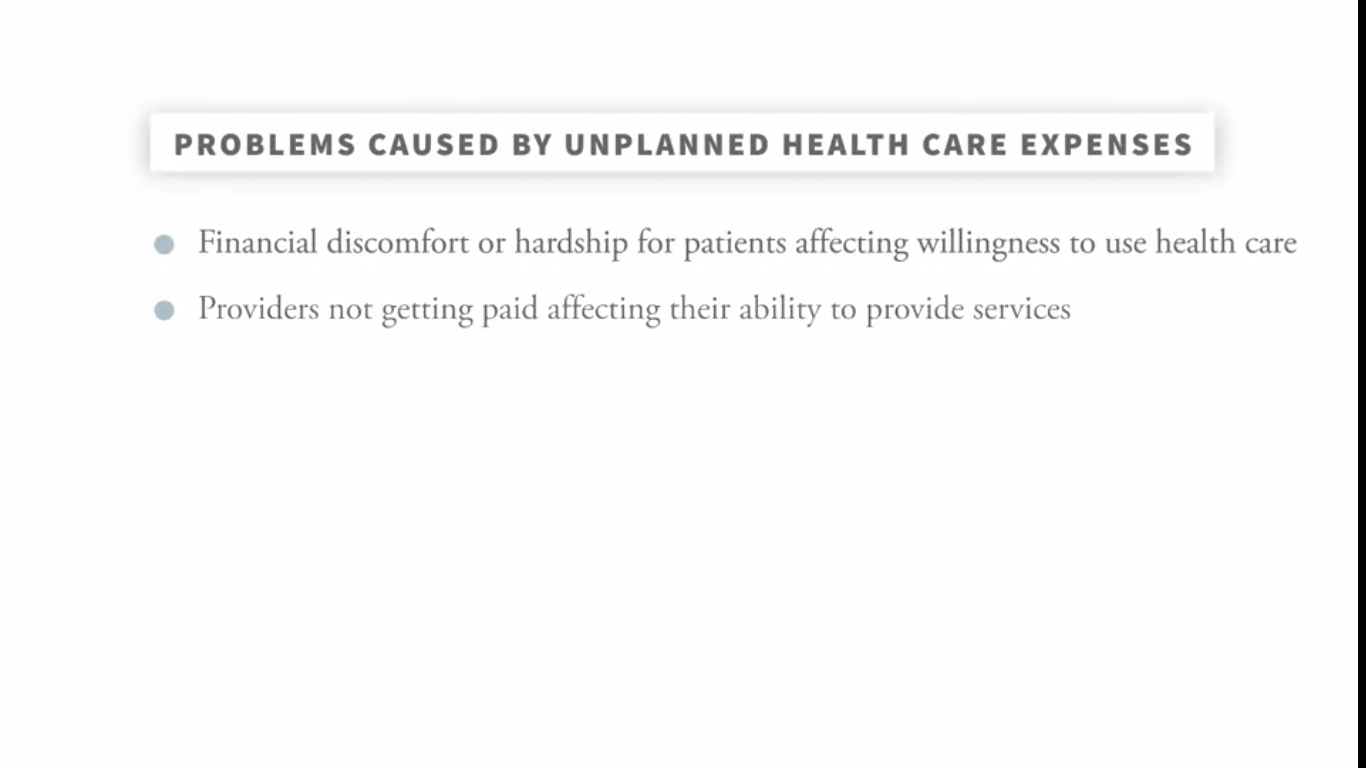 PROBLEMS CAUSED BY UNPLANNED HEALTH CARE EXPENSES
Financial discomfort or hardship for patients affecting willingness to use health care
Providers not getting paid affecting their ability to provide services